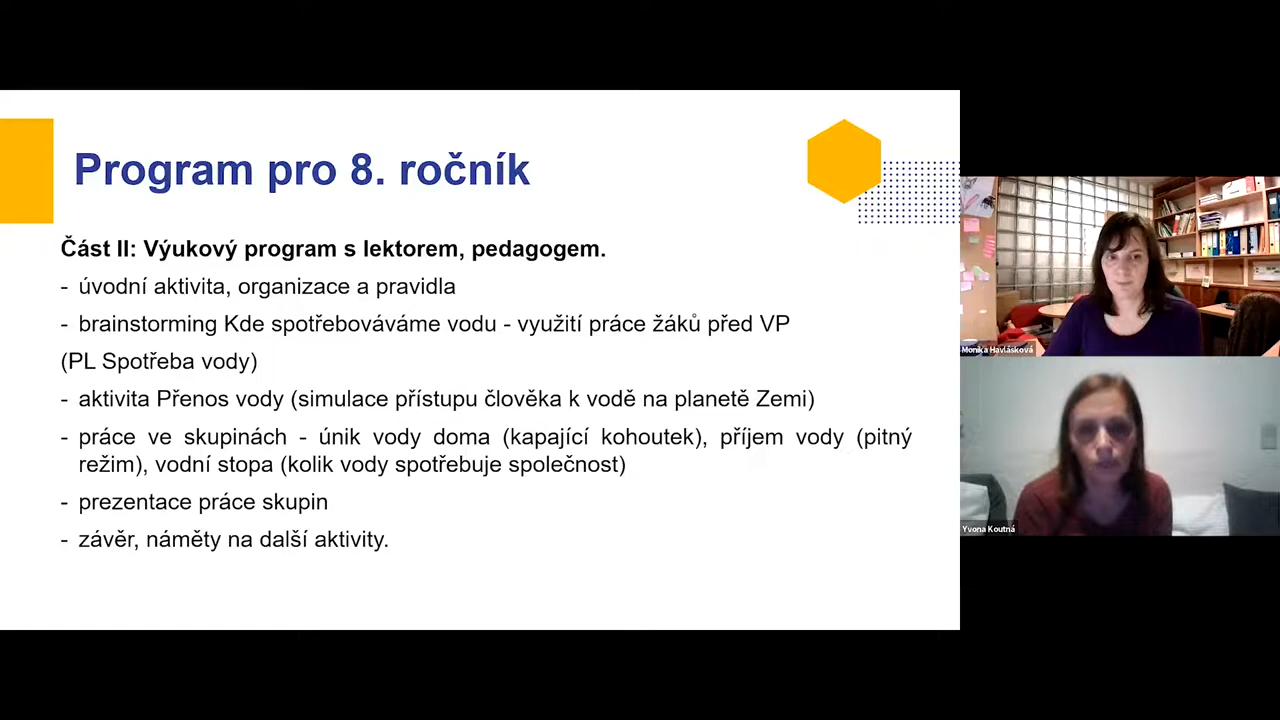 Program pro 8. ročník
Část II: Výukový program s lektorem, pedagogem.
- úvodní aktivita, organizace a pravidla
- brainstorming Kde spotřebováváme vodu - využití práce žáků před VP
(PL Spotřeba vody)
- aktivita Přenos vody (simulace přístupu člověka k vodě na planetě Zemi)
- práce ve skupinách - únik vody doma (kapající kohoutek), příjem vody (pitný
režim), vodní stopa (kolik vody spotřebuje společnost)
- prezentace práce skupin
- závěr, náměty na další aktivity.
Monika Havlásková
Yvona Koutná